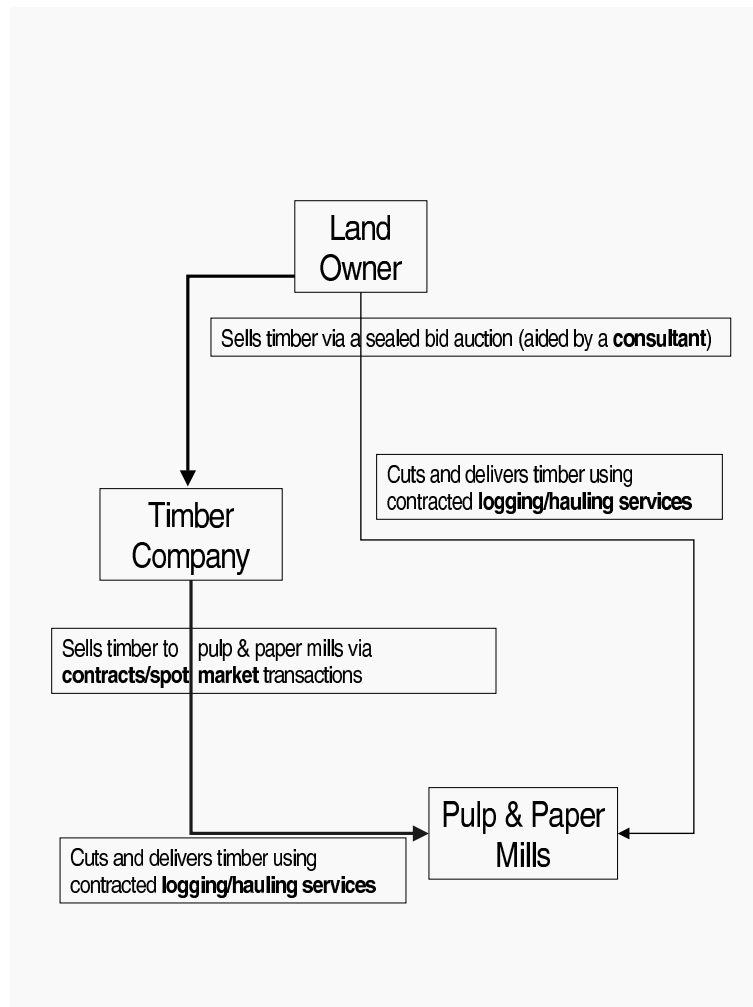 Land
Owner
Sells timber via a sealed bid auction (aided by a consultant)
Cuts and delivers timber using
contracted logging/hauling services
Timber
Company
Sells timber to pulp & paper mills via
contracts/spot market transactions
Pulp & Paper
Mills
Cuts and delivers timber using
contracted logging/hauling services